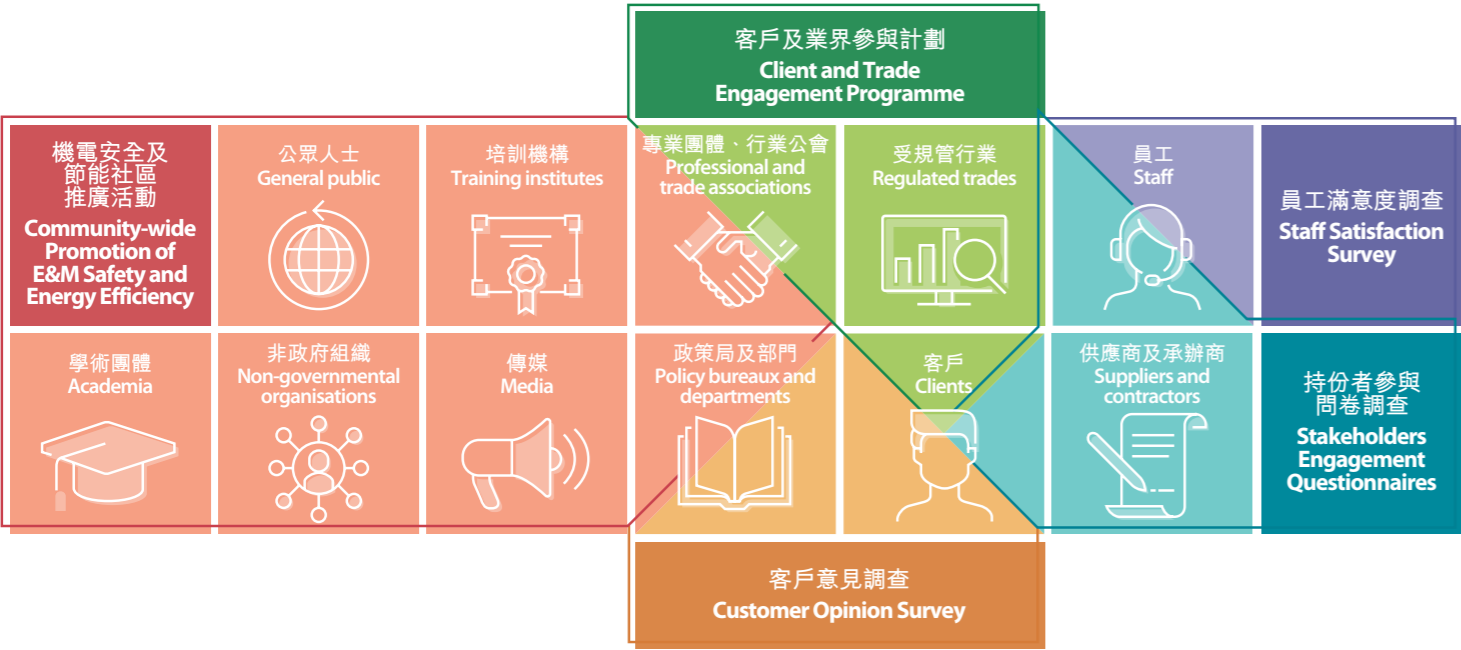 客戶及業界參與計劃
Client and Trade
Engagement Programme
機電安全及
節能社區
推廣活動
Community-wide
Promotion of
E&M Safety and
Energy Efficiency
公眾人士
General public
培訓機構
Training institutes
專業團體、行業公會
Professional and
trade associations
受規管行業
Regulated trades
員工
Staff
員工滿意度調查
Staff Satisfaction
Survey
學術團體
Academia
非政府組織
Non-governmental
organisations
傳媒
Media
政策局及部門
Policy bureaux and
departments
客戶
Clients
供應商及承辦商
Suppliers and
contractors
持份者參與
問卷調查
Stakeholders
Engagement
Questionnaires
客戶意見調查
Customer Opinion Survey